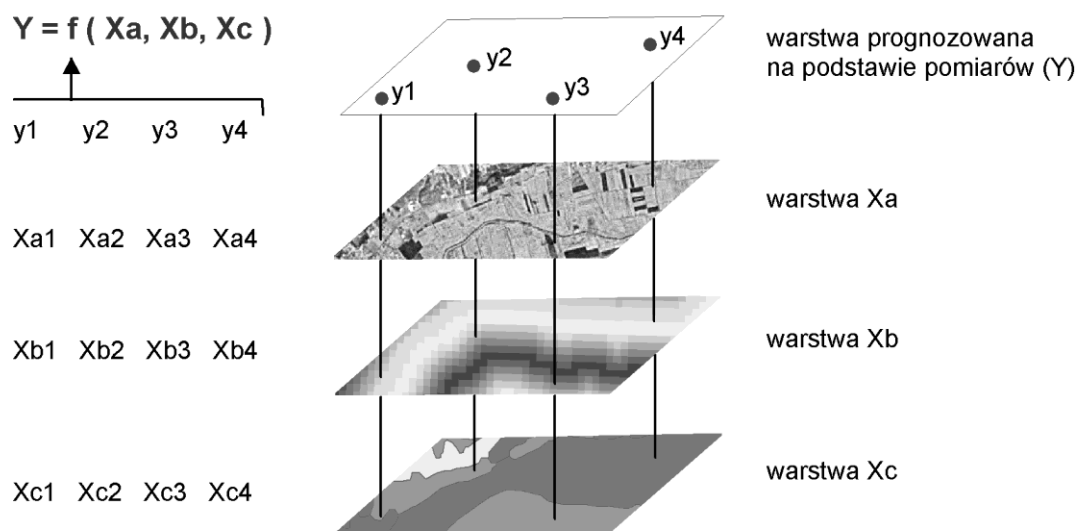 Y = f ( Xa, Xb, Xc )
y1 y2 y3 y4
Xa1 Xa2 Xa3 Xa4
Xb1 Xb2 Xb3 Xb4
Xc1 Xc2 Xc3 Xc4
y4
y2
y1
y3
warstwa prognozowana
na podstawie pomiarów (Y)
warstwa Xa
warstwa Xb
warstwa Xc